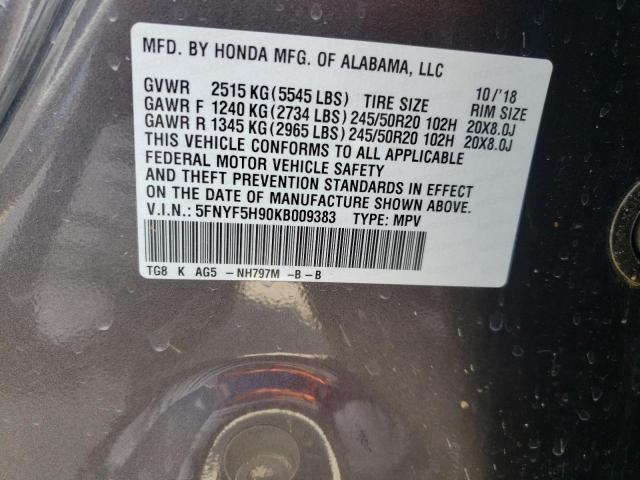 MFD. BY HONDA MFG. OF ALABAMA, LLC
GVWR 2515 KG (5545 LBS) TIRE SIZE 10/'18 RIM SIZE
GAWR F 1240 KG (2734 LBS) 245/50R20 102H 20X8.0J
GAWR R 1345 KG (2965 LBS) 245/50R20 102H 20X8.0J
THIS VEHICLE CONFORMS TO ALL APPLICABLE
FEDERAL MOTOR VEHICLE SAFETY
AND THEFT PREVENTION STANDARDS IN EFFECT
ON THE DATE OF MANUFACTURE SHOWN ABOVE.
V.I.N.: 5FNYF5H90KB009383 TYPE: MPV
TG8 K AG5 -NH797M -B-B